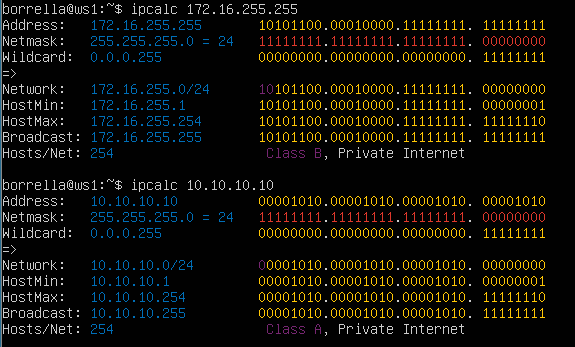 borrella@ws1:~$ ipcalc 172.16.255.255
Address: 172.16.255.255 10101100.00010000.11111111. 11111111
Netmask: 255.255.255.0 = 24 11111111.11111111.11111111. 00000000
Wildcard: 0.0.0.255 00000000.00000000.00000000. 11111111
=>
Network: 172.16.255.0/24 10101100.00010000.11111111. 00000000
HostMin: 172.16.255.1 10101100.00010000.11111111. 00000001
HostMax: 172.16.255.254 10101100.00010000.11111111. 11111110
Broadcast: 172.16.255.255 10101100.00010000.11111111. 11111111
Hosts/Net: 254 Class B, Private Internet
borrella@ws1:~$ ipcalc 10.10.10.10
Address: 10.10.10.10 00001010.00001010.00001010. 00001010
Netmask: 255.255.255.0 = 24 11111111.11111111.11111111. 00000000
Wildcard: 0.0.0.255 00000000.00000000.00000000. 11111111
=>
Network: 10.10.10.0/24 00001010.00001010.00001010. 00000000
HostMin: 10.10.10.1 00001010.00001010.00001010. 00000001
HostMax: 10.10.10.254 00001010.00001010.00001010. 11111110
Broadcast: 10.10.10.255 00001010.00001010.00001010. 11111111
Hosts/Net: 254 Class A, Private Internet